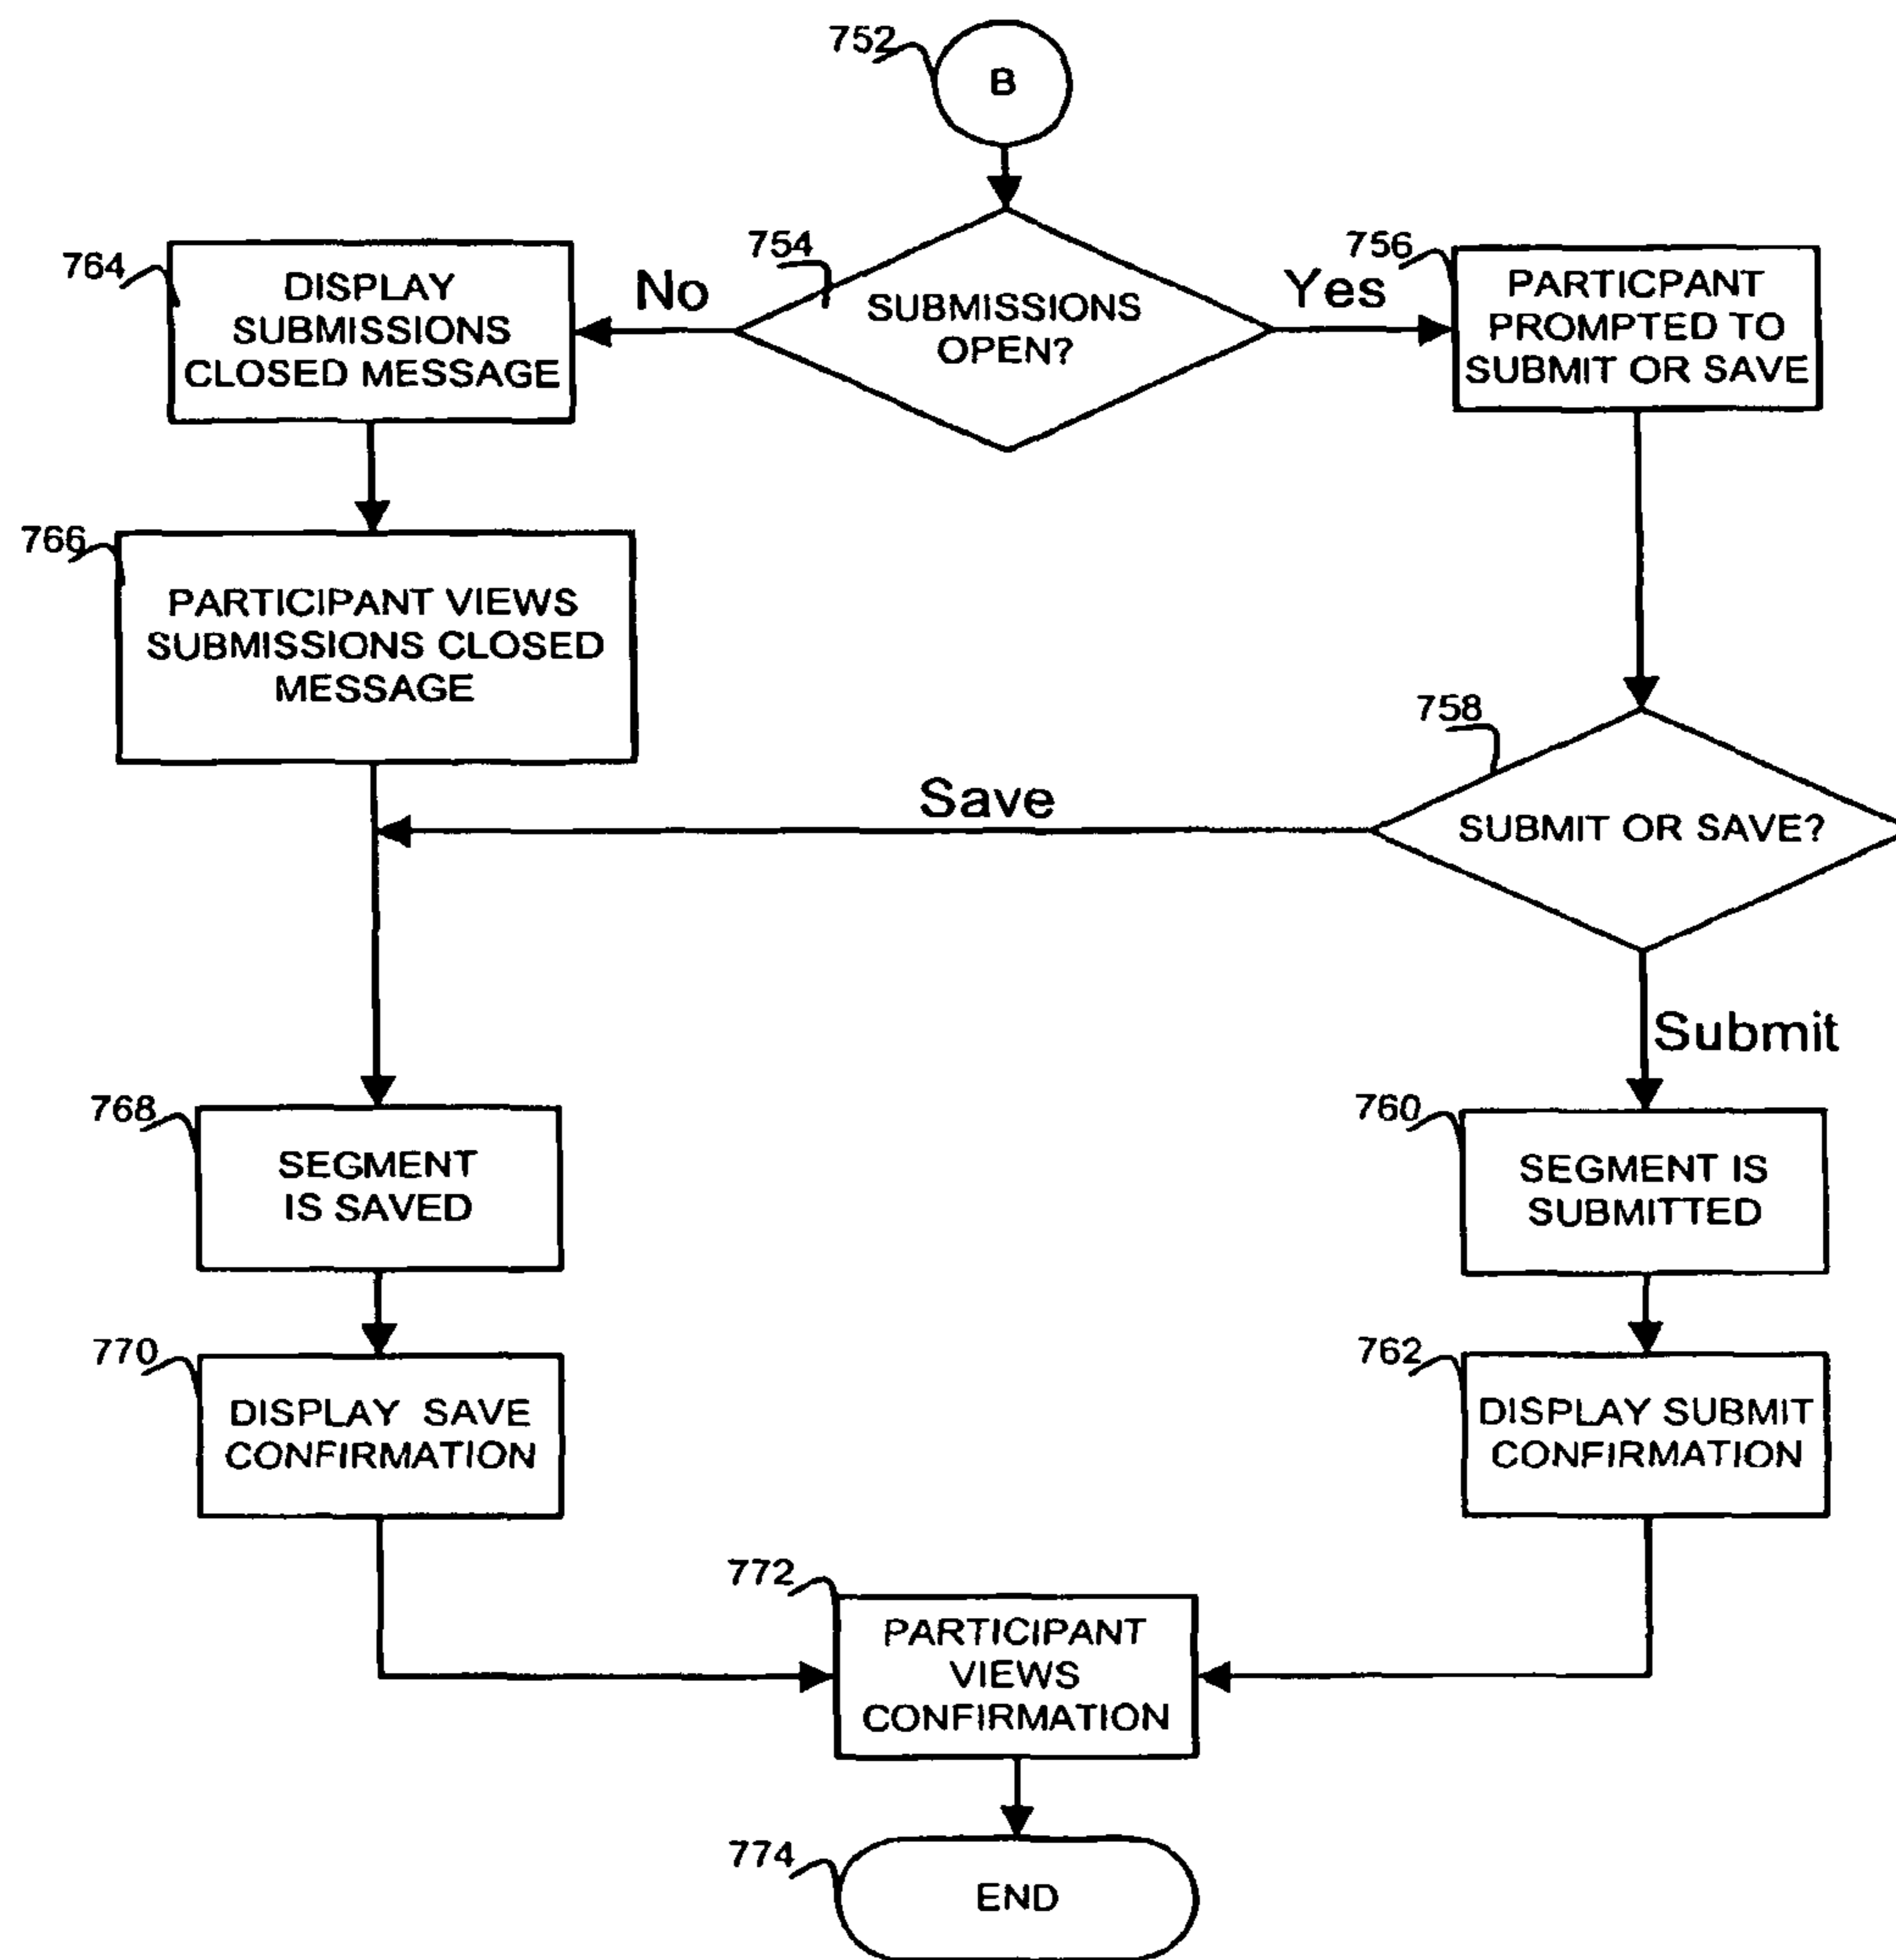 752
B
754
SUBMISSIONS
OPEN?
No
Yes
764
DISPLAY
SUBMISSIONS
CLOSED MESSAGE
756
PARTICPANT
PROMPTED TO
SUBMIT OR SAVE
766
PARTICIPANT VIEWS
SUBMISSIONS CLOSED
MESSAGE
758
SUBMIT OR SAVE?
Save
Submit
768
SEGMENT
IS SAVED
760
SEGMENT IS
SUBMITTED
770
DISPLAY SAVE
CONFIRMATION
762
DISPLAY SUBMIT
CONFIRMATION
772
PARTICIPANT
VIEWS
CONFIRMATION
774
END